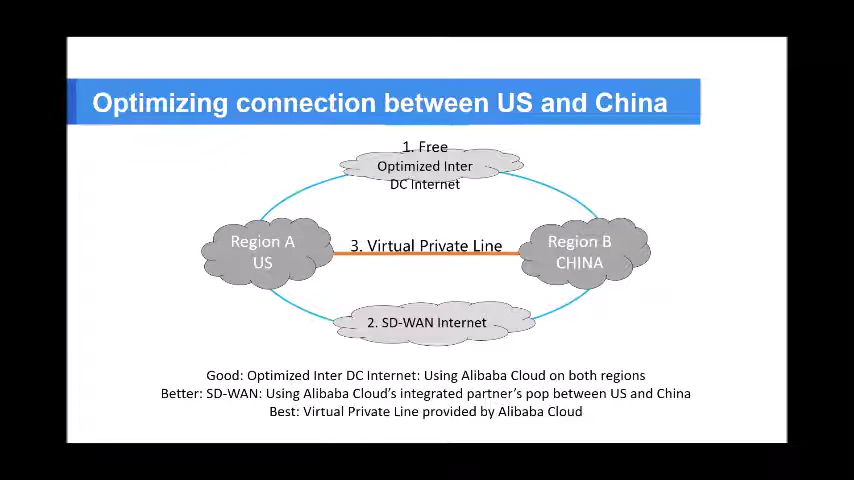 Optimizing connection between US and China
1. Free
Optimized Inter
DC Internet
Region A
US
3. Virtual Private Line
Region B
CHINA
2. SD-WAN Internet
Good: Optimized Inter DC Internet: Using Alibaba Cloud on both regions
Better: SD-WAN: Using Alibaba Cloud's integrated partner's pop between US and China
Best: Virtual Private Line provided by Alibaba Cloud